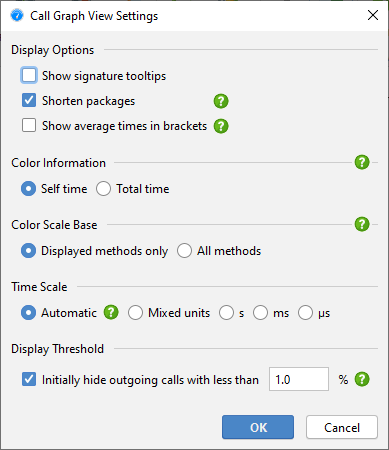 Call Graph View Settings
Display Options
Show signature tooltips
Shorten packages ?
Show average times in brackets ?
Color Information ?
Self time Total time
Color Scale Base ?
Displayed methods only All methods
Time Scale
Automatic ? Mixed units s ms µs
Display Threshold
Initially hide outgoing calls with less than 1.0 % ?
OK Cancel